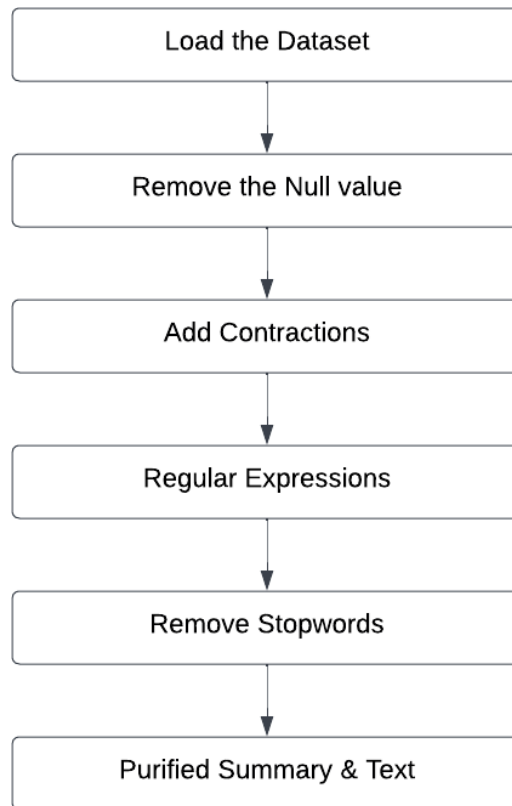 Load the Dataset
Remove the Null value
Add Contractions
Regular Expressions
Remove Stopwords
Purified Summary & Text